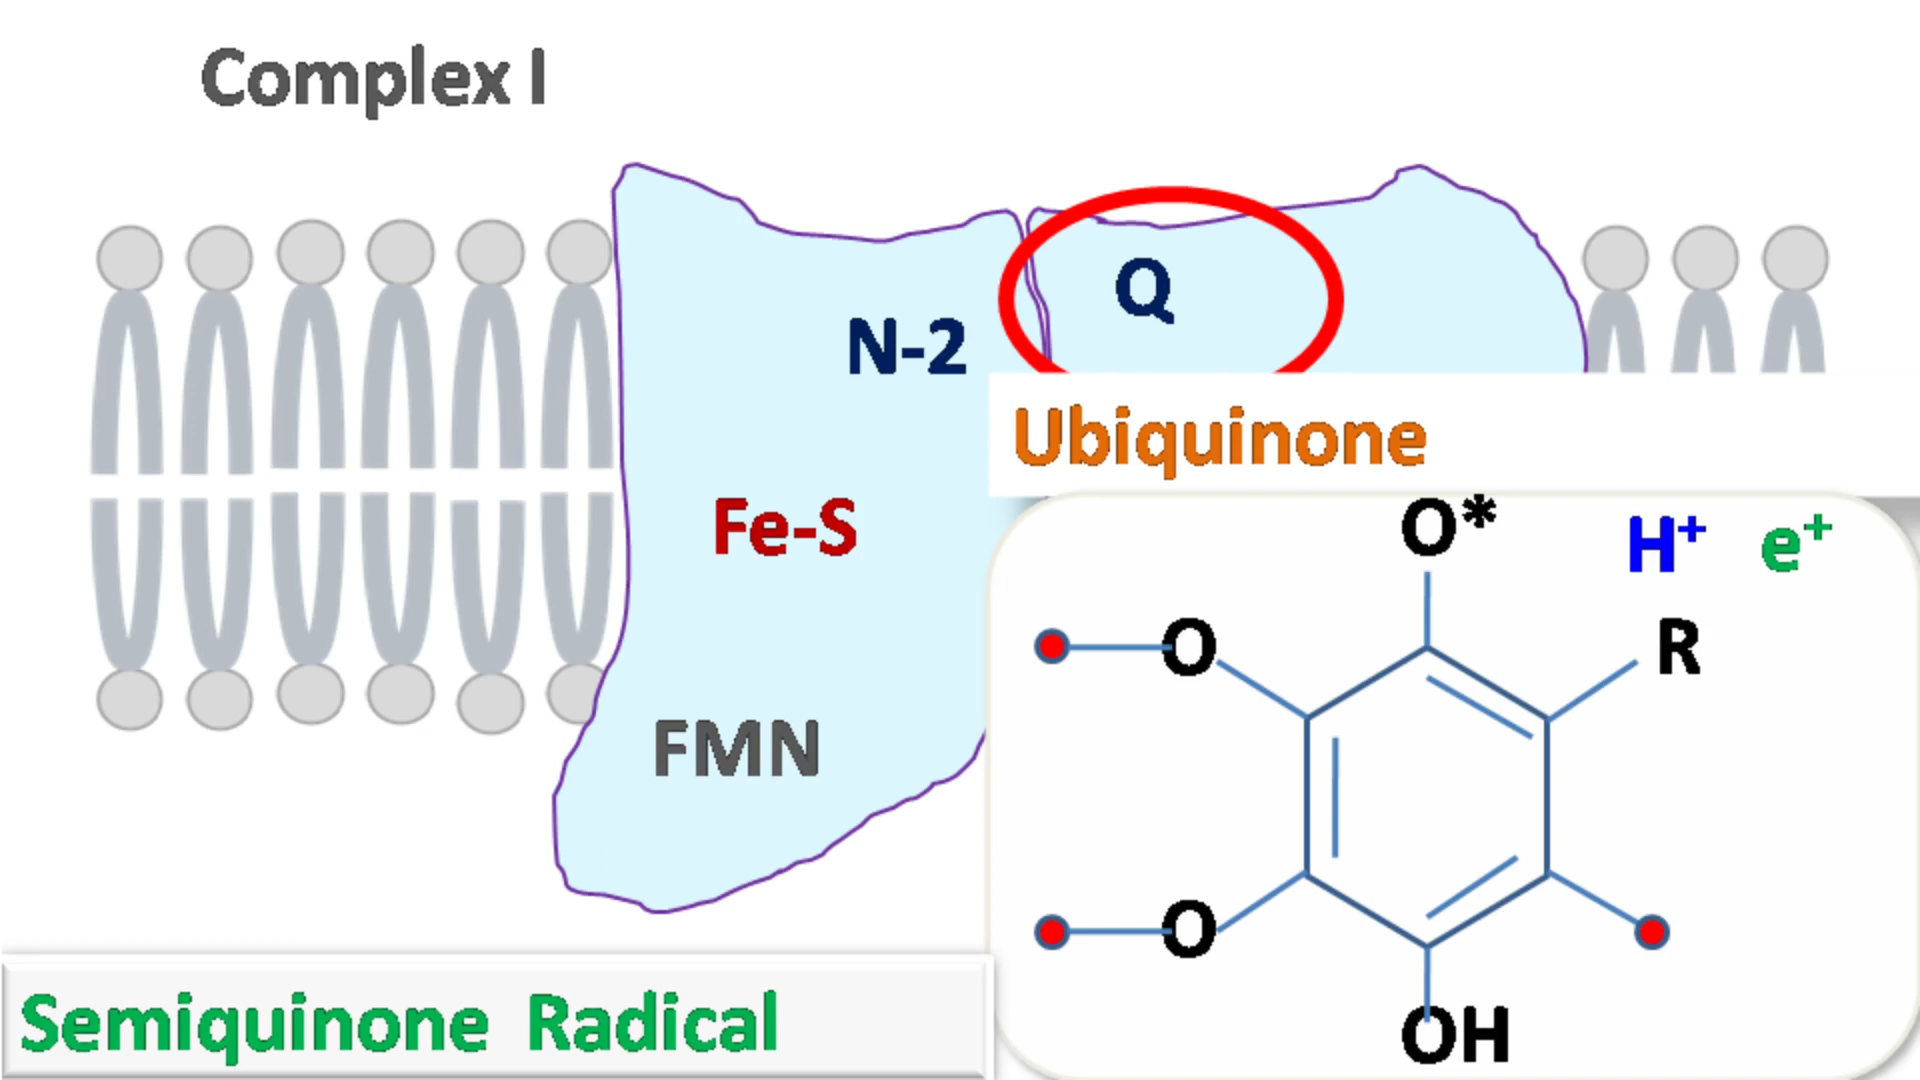 Complex I
Q
N-2
Ubiquinone
Fe-S
O* H⁺ e⁺
O R
FMN
O
Semiquinone Radical
OH